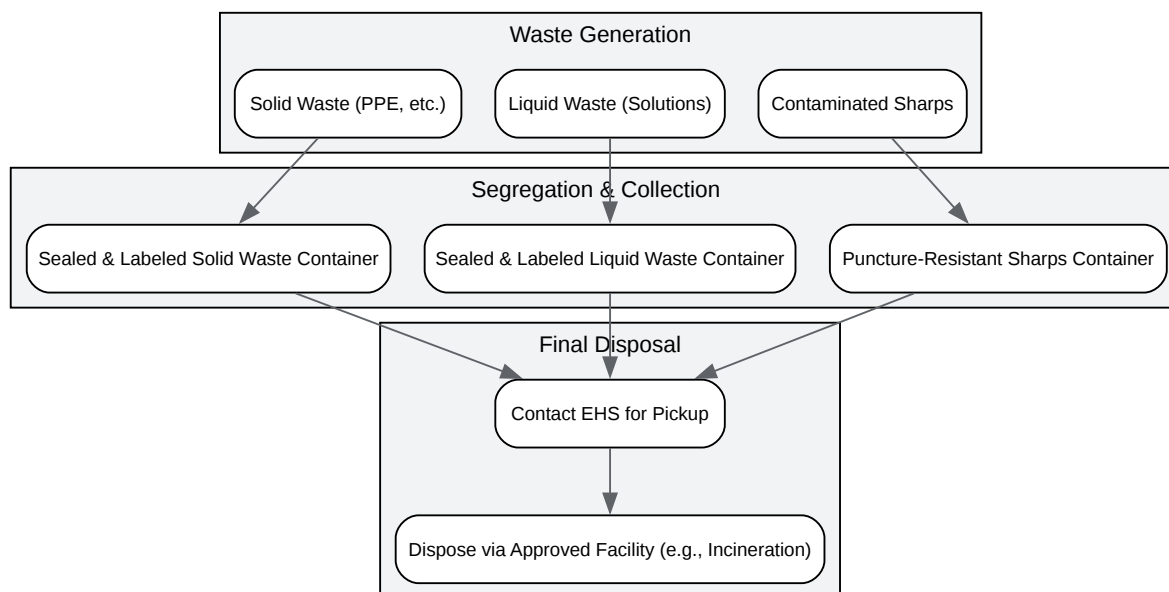 Waste Generation
Solid Waste (PPE, etc.)
Liquid Waste (Solutions)
Contaminated Sharps
Segregation & Collection
Sealed & Labeled Solid Waste Container
Sealed & Labeled Liquid Waste Container
Puncture-Resistant Sharps Container
Final Disposal
Contact EHS for Pickup
Dispose via Approved Facility (e.g., Incineration)